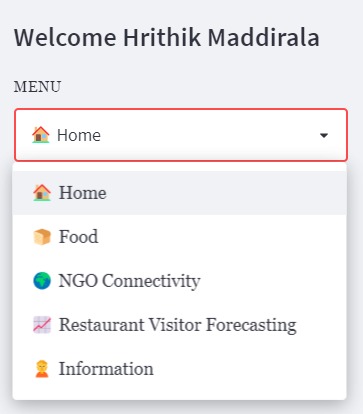 Welcome Hrithik Maddirala
MENU
🏠 Home
🏠 Home
🍞 Food
🌍 NGO Connectivity
📈 Restaurant Visitor Forecasting
👱 Information